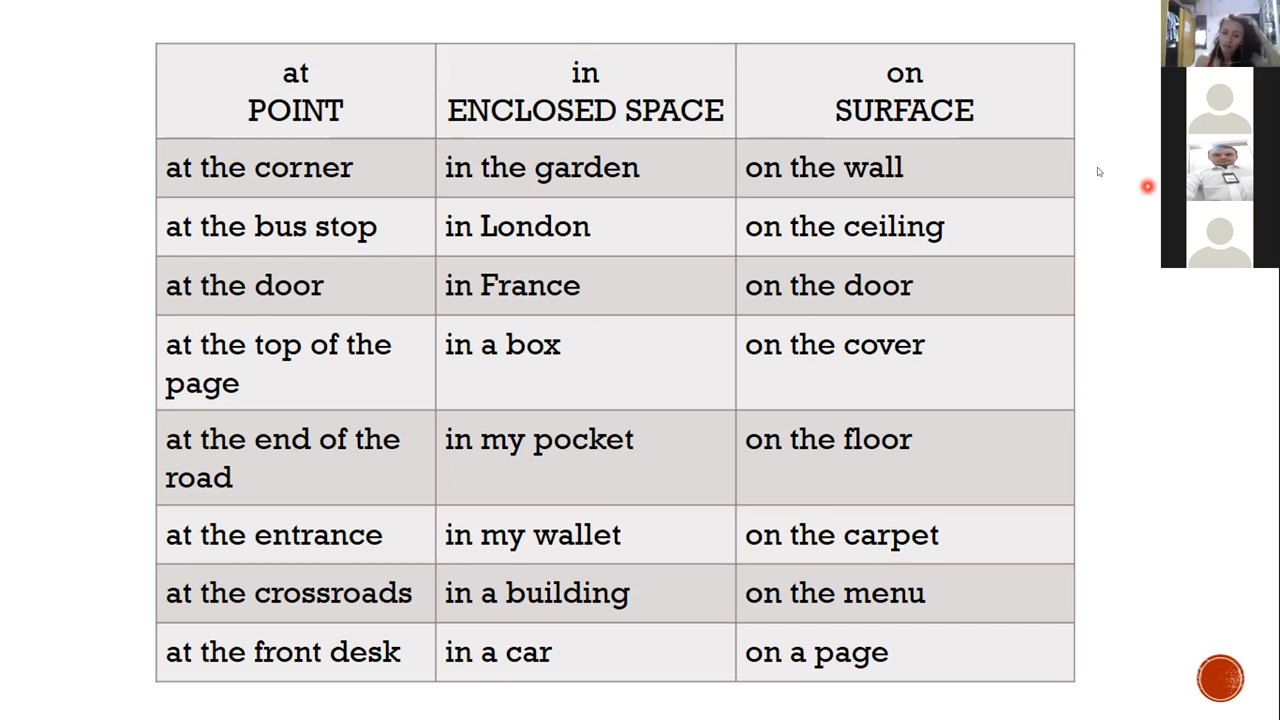 at
POINT
in
ENCLOSED SPACE
on
SURFACE
at the corner
in the garden
on the wall
at the bus stop
in London
on the ceiling
at the door
in France
on the door
at the top of the
page
in a box
on the cover
at the end of the
road
in my pocket
on the floor
at the entrance
in my wallet
on the carpet
at the crossroads
in a building
on the menu
at the front desk
in a car
on a page